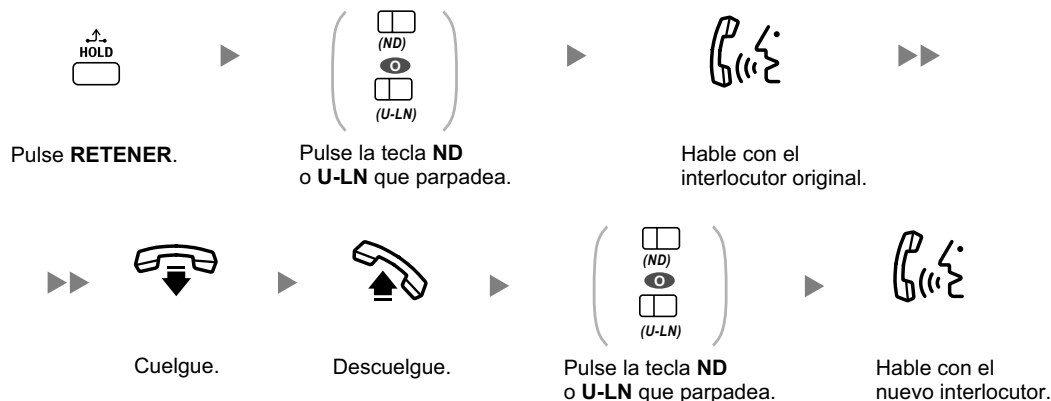 HOLD
(ND)
O
(U-LN)
Pulse RETENER.
Pulse la tecla ND
o U-LN que parpadea.
Hable con el
interlocutor original.
(ND)
O
(U-LN)
Cuelgue.
Descuelgue.
Pulse la tecla ND
o U-LN que parpadea.
Hable con el
nuevo interlocutor.